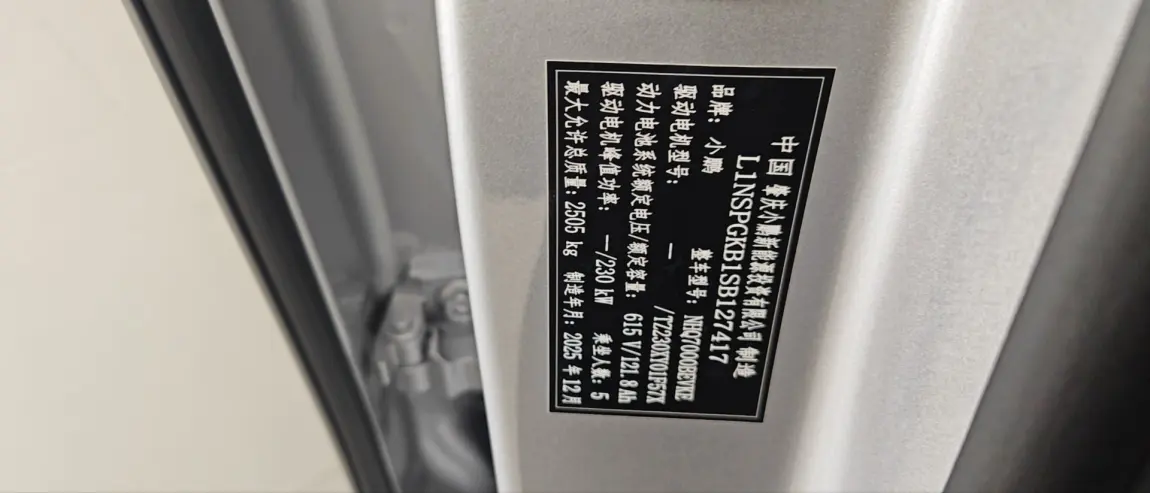 中国 肇庆小鹏新能源投资有限公司 制造
L1NSPGKB1SB127417
品牌：小鹏 整车型号：NHQ7000BEVKE
驱动电机型号：—/TZ230XY01F57X
动力电池系统额定电压/额定容量：615 V/121.8 Ah
驱动电机峰值功率：—/230 kW 乘坐人数：5
最大允许总质量：2505 kg 制造年月：2025 年 12 月